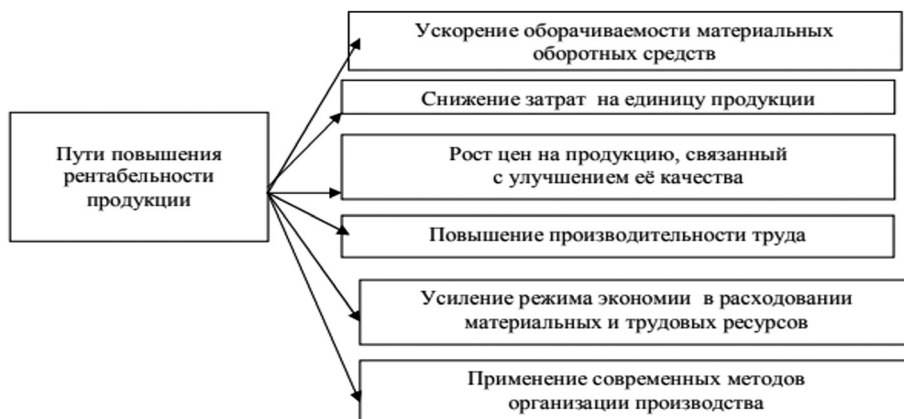 Пути повышения
рентабельности
продукции
Ускорение оборачиваемости материальных
оборотных средств
Снижение затрат на единицу продукции
Рост цен на продукцию, связанный
с улучшением её качества
Повышение производительности труда
Усиление режима экономии в расходовании
материальных и трудовых ресурсов
Применение современных методов
организации производства